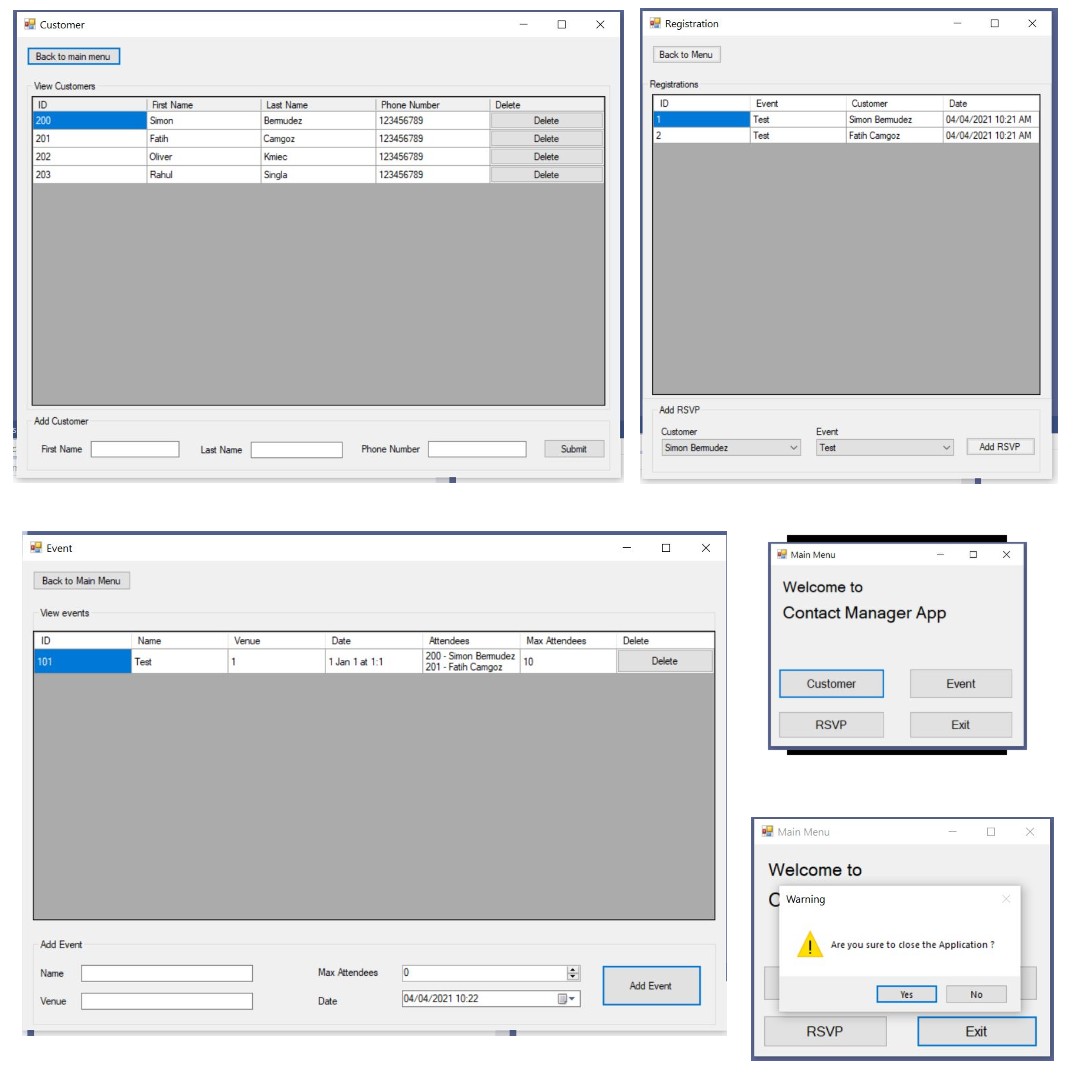 Customer
Back to main menu
View Customers
ID First Name Last Name Phone Number Delete
200 Simon Bermudez 123456789 Delete
201 Fatih Camgoz 123456789 Delete
202 Oliver Kmiec 123456789 Delete
203 Rahul Singla 123456789 Delete
Add Customer
First Name Last Name Phone Number Submit
Registration
Back to Menu
Registrations
ID Event Customer Date
1 Test Simon Bermudez 04/04/2021 10:21 AM
2 Test Fatih Camgoz 04/04/2021 10:21 AM
Add RSVP
Customer Event
Simon Bermudez Test Add RSVP
Event
Back to Main Menu
View events
ID Name Venue Date Attendees Max Attendees Delete
101 Test 1 1 Jan 1 at 1:1 200 - Simon Bermudez 10 Delete
201 - Fatih Camgoz
Add Event
Name Max Attendees 0 Add Event
Venue Date 04/04/2021 10:22
Main Menu
Welcome to
Contact Manager App
Customer Event
RSVP Exit
Main Menu
Welcome to
C
Warning
Are you sure to close the Application ?
Yes No
RSVP Exit